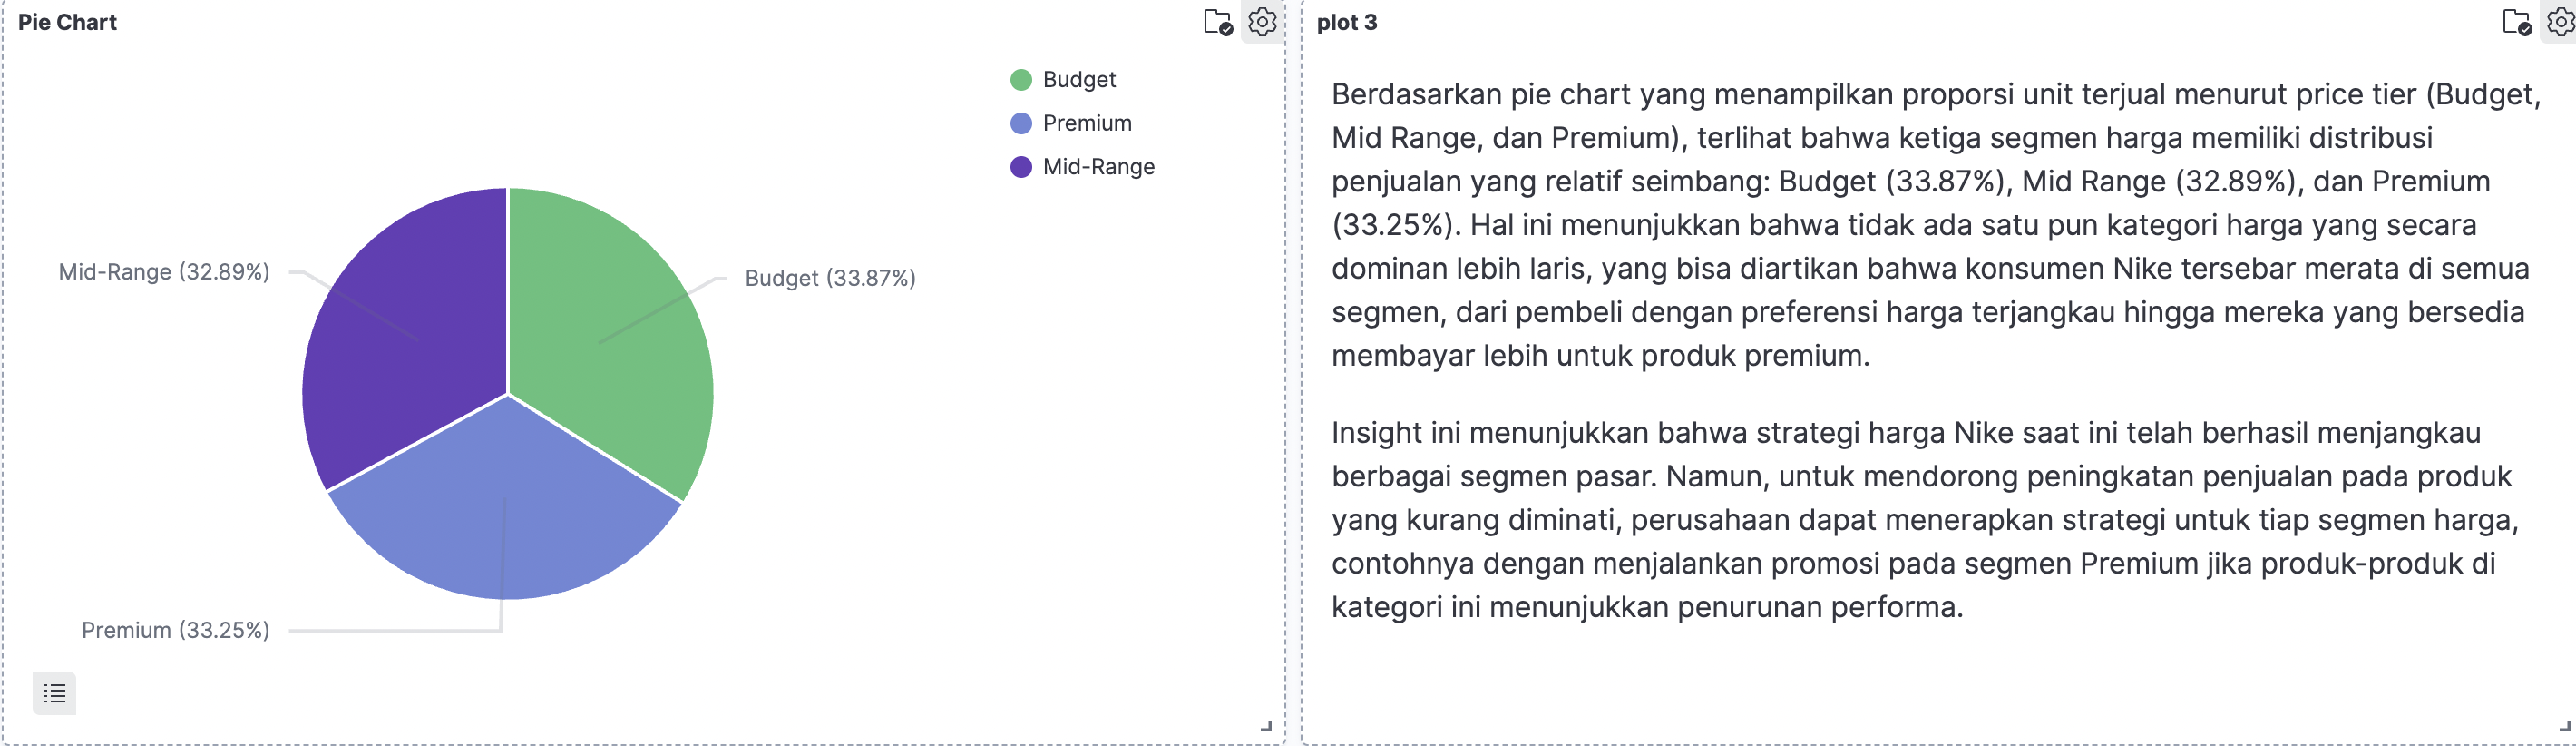 Pie Chart
Budget
Premium
Mid-Range
Mid-Range (32.89%)
Budget (33.87%)
Premium (33.25%)
plot 3
Berdasarkan pie chart yang menampilkan proporsi unit terjual menurut price tier (Budget,
Mid Range, dan Premium), terlihat bahwa ketiga segmen harga memiliki distribusi
penjualan yang relatif seimbang: Budget (33.87%), Mid Range (32.89%), dan Premium
(33.25%). Hal ini menunjukkan bahwa tidak ada satu pun kategori harga yang secara
dominan lebih laris, yang bisa diartikan bahwa konsumen Nike tersebar merata di semua
segmen, dari pembeli dengan preferensi harga terjangkau hingga mereka yang bersedia
membayar lebih untuk produk premium.
Insight ini menunjukkan bahwa strategi harga Nike saat ini telah berhasil menjangkau
berbagai segmen pasar. Namun, untuk mendorong peningkatan penjualan pada produk
yang kurang diminati, perusahaan dapat menerapkan strategi untuk tiap segmen harga,
contohnya dengan menjalankan promosi pada segmen Premium jika produk-produk di
kategori ini menunjukkan penurunan performa.